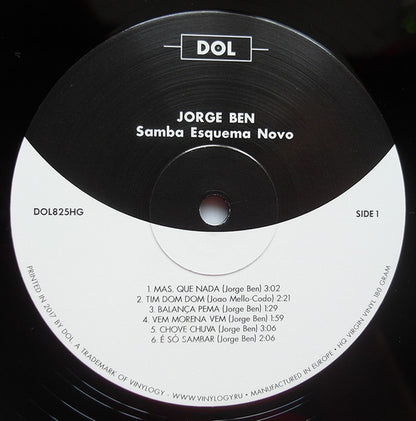 DOL
JORGE BEN
Samba Esquema Novo
DOL825HG
SIDE 1
1. MAS, QUE NADA (Jorge Ben) 3:02
2. TIM DOM DOM (Joao Mello-Codo) 2:21
3. BALANÇA PEMA (Jorge Ben) 1:29
4. VEM MORENA VEM (Jorge Ben) 1:59
5. CHOVE CHUVA (Jorge Ben) 3:06
6. É SÓ SAMBAR (Jorge Ben) 2:06
PRINTED IN 2017 BY DOL. A TRADEMARK OF VINYLOGY • WWW.VINYLOGY.RU • MANUFACTURED IN EUROPE • HQ VIRGIN VINYL 180 GRAM